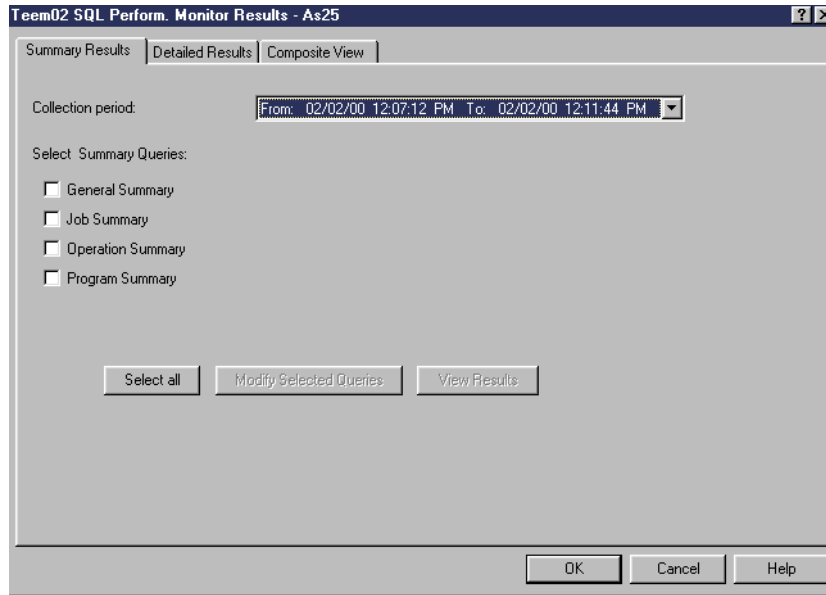 Teem02 SQL Perform. Monitor Results - As25
Summary Results Detailed Results Composite View
Collection period: From: 02/02/00 12:07:12 PM To: 02/02/00 12:11:44 PM
Select Summary Queries:
General Summary
Job Summary
Operation Summary
Program Summary
Select all Modify Selected Queries View Results
OK Cancel Help